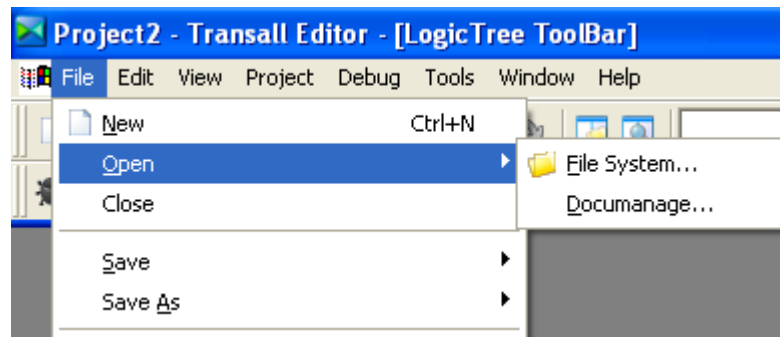 Project2 - Transall Editor - [LogicTree ToolBar]
File Edit View Project Debug Tools Window Help
New Ctrl+N
Open
File System...
Close
Documanage...
Save
Save As